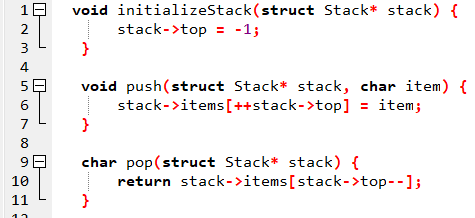 1 void initializeStack(struct Stack* stack) {
2 stack->top = -1;
3 }
4
5 void push(struct Stack* stack, char item) {
6 stack->items[++stack->top] = item;
7 }
8
9 char pop(struct Stack* stack) {
10 return stack->items[stack->top--];
11 }